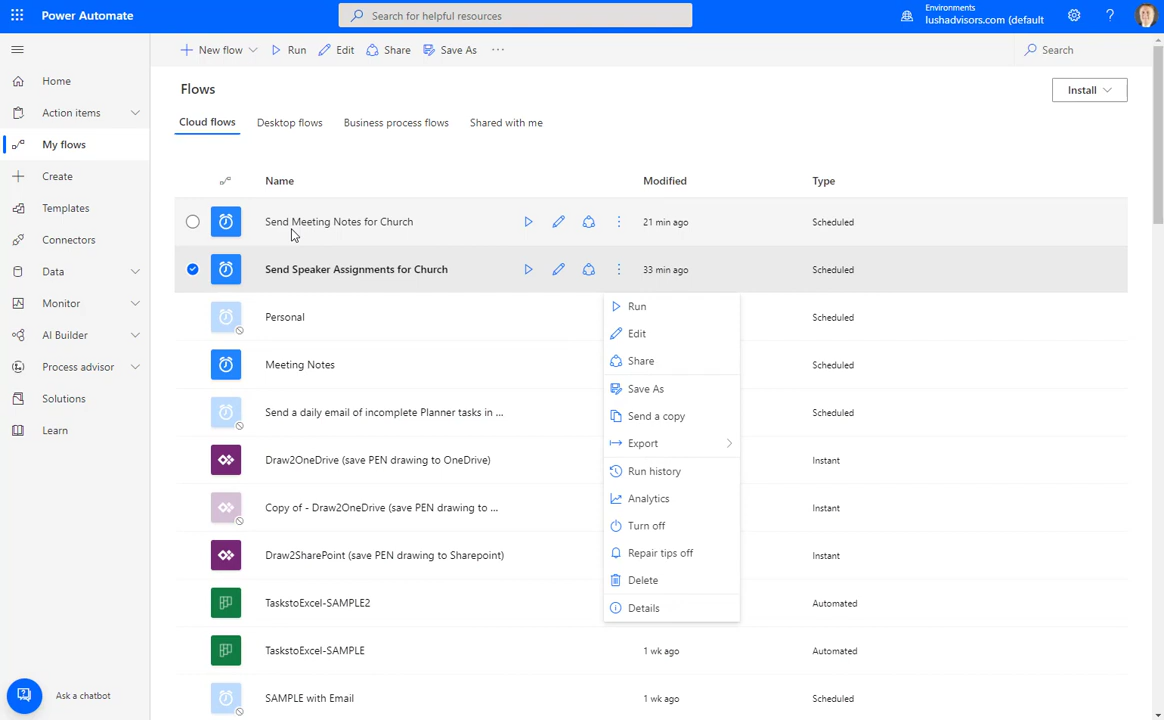 Power Automate
Search for helpful resources
Environments
lushadvisors.com (default
New flow
Run
Edit
Share
Save As
Search
Home
Action items
My flows
Create
Templates
Connectors
Data
Monitor
AI Builder
Process advisor
Solutions
Learn
Ask a chatbot
Flows
Install
Cloud flows
Desktop flows
Business process flows
Shared with me
Name Modified Type
Send Meeting Notes for Church 21 min ago Scheduled
Send Speaker Assignments for Church 33 min ago Scheduled
Personal Scheduled
Meeting Notes Scheduled
Send a daily email of incomplete Planner tasks in ... Scheduled
Draw2OneDrive (save PEN drawing to OneDrive) Instant
Copy of - Draw2OneDrive (save PEN drawing to ... Instant
Draw2SharePoint (save PEN drawing to Sharepoint) Instant
TaskstoExcel-SAMPLE2 Automated
TaskstoExcel-SAMPLE 1 wk ago Automated
SAMPLE with Email 1 wk ago Scheduled
Run
Edit
Share
Save As
Send a copy
Export
Run history
Analytics
Turn off
Repair tips off
Delete
Details